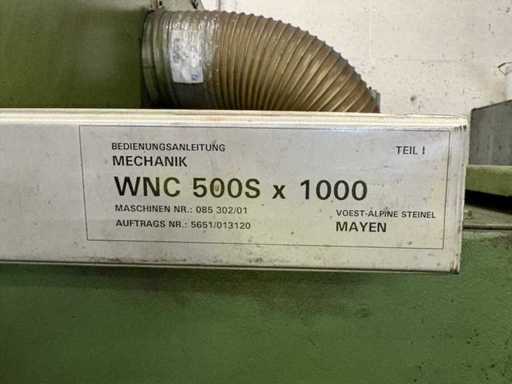 BEDIENUNGSANLEITUNG TEIL I
MECHANIK
WNC 500S x 1000
MASCHINEN NR.: 085 302/01 VOEST-ALPINE STEINEL
AUFTRAGS NR.: 5651/013120 MAYEN